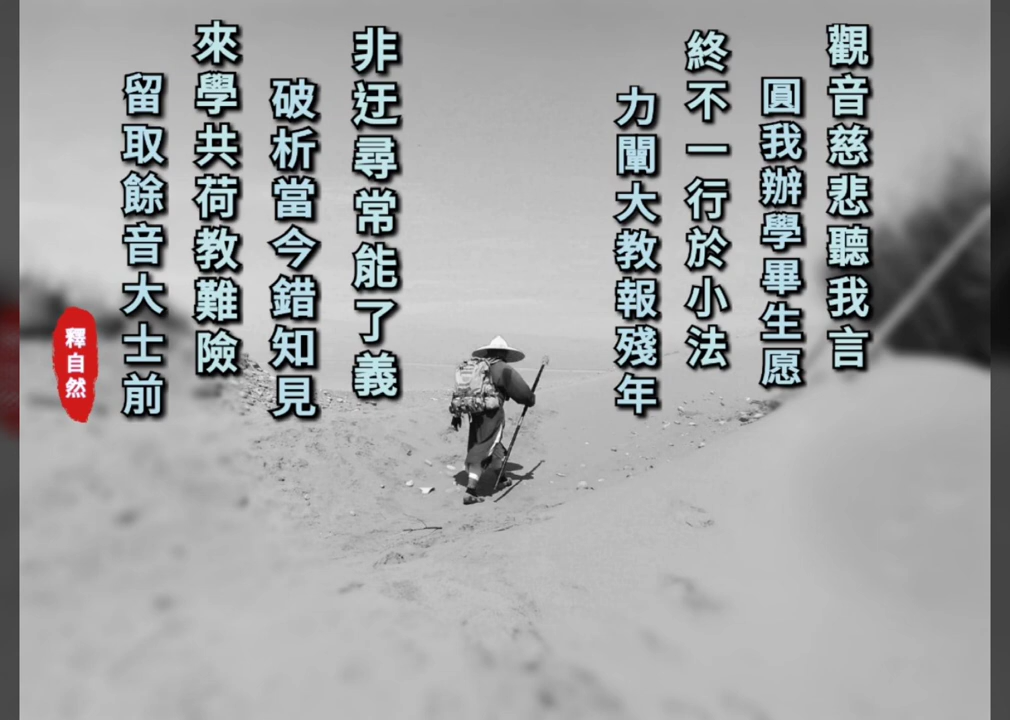 觀音慈悲聽我言
圓我辦學畢生愿
終不一行於小法
力闡大教報殘年
非迂尋常能了義
破析當今錯知見
來學共荷教難險
留取餘音大士前
釋自然